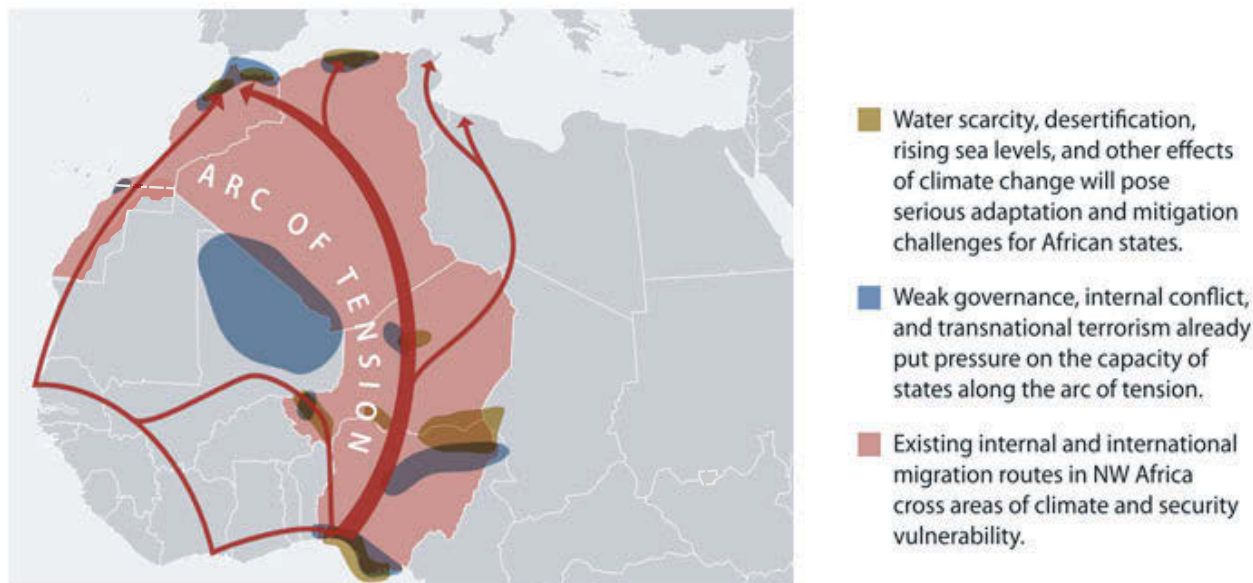 ARC OF TENSION
Water scarcity, desertification,
rising sea levels, and other effects
of climate change will pose
serious adaptation and mitigation
challenges for African states.
Weak governance, internal conflict,
and transnational terrorism already
put pressure on the capacity of
states along the arc of tension.
Existing internal and international
migration routes in NW Africa
cross areas of climate and security
vulnerability.